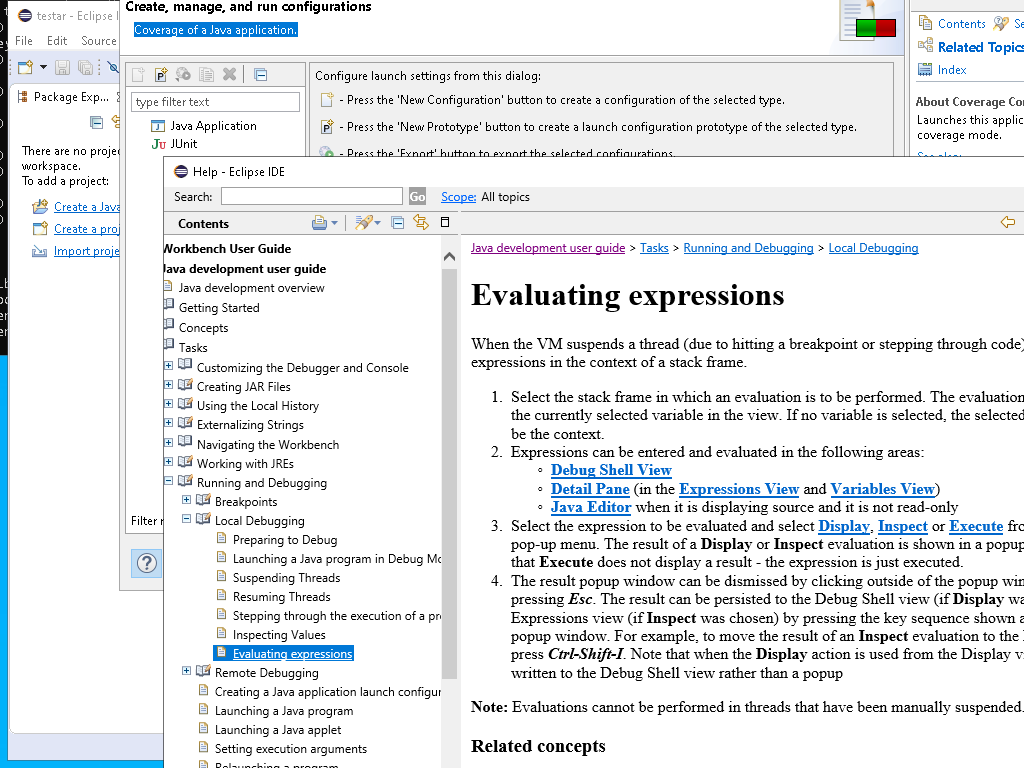 testar - Eclipse I
File Edit Source
Package Exp...
There are no proje
workspace.
To add a project:
Create a Java
Create a proj
Import proje
Create, manage, and run configurations
Coverage of a Java application.
type filter text
Java Application
JUnit
Filter r
Configure launch settings from this dialog:
- Press the 'New Configuration' button to create a configuration of the selected type.
- Press the 'New Prototype' button to create a launch configuration prototype of the selected type.
- Press the 'Export' button to export the selected configurations.
Contents Se
Related Topics
Index
About Coverage Cor
Launches this applic
coverage mode.
See also:
Help - Eclipse IDE
Search: Go Scope: All topics
Contents
Workbench User Guide
Java development user guide
Java development overview
Getting Started
Concepts
Tasks
Customizing the Debugger and Console
Creating JAR Files
Using the Local History
Externalizing Strings
Navigating the Workbench
Working with JREs
Running and Debugging
Breakpoints
Local Debugging
Preparing to Debug
Launching a Java program in Debug Mo
Suspending Threads
Resuming Threads
Stepping through the execution of a pr
Inspecting Values
Evaluating expressions
Remote Debugging
Creating a Java application launch configur
Launching a Java program
Launching a Java applet
Setting execution arguments
Relaunching a program
Java development user guide > Tasks > Running and Debugging > Local Debugging
Evaluating expressions
When the VM suspends a thread (due to hitting a breakpoint or stepping through code)
expressions in the context of a stack frame.
1. Select the stack frame in which an evaluation is to be performed. The evaluation
the currently selected variable in the view. If no variable is selected, the selected
be the context.
2. Expressions can be entered and evaluated in the following areas:
Debug Shell View
Detail Pane (in the Expressions View and Variables View)
Java Editor when it is displaying source and it is not read-only
3. Select the expression to be evaluated and select Display, Inspect or Execute fro
pop-up menu. The result of a Display or Inspect evaluation is shown in a popup
that Execute does not display a result - the expression is just executed.
4. The result popup window can be dismissed by clicking outside of the popup win
pressing Esc. The result can be persisted to the Debug Shell view (if Display wa
Expressions view (if Inspect was chosen) by pressing the key sequence shown a
popup window. For example, to move the result of an Inspect evaluation to the
press Ctrl-Shift-I. Note that when the Display action is used from the Display vi
written to the Debug Shell view rather than a popup
Note: Evaluations cannot be performed in threads that have been manually suspended.
Related concepts